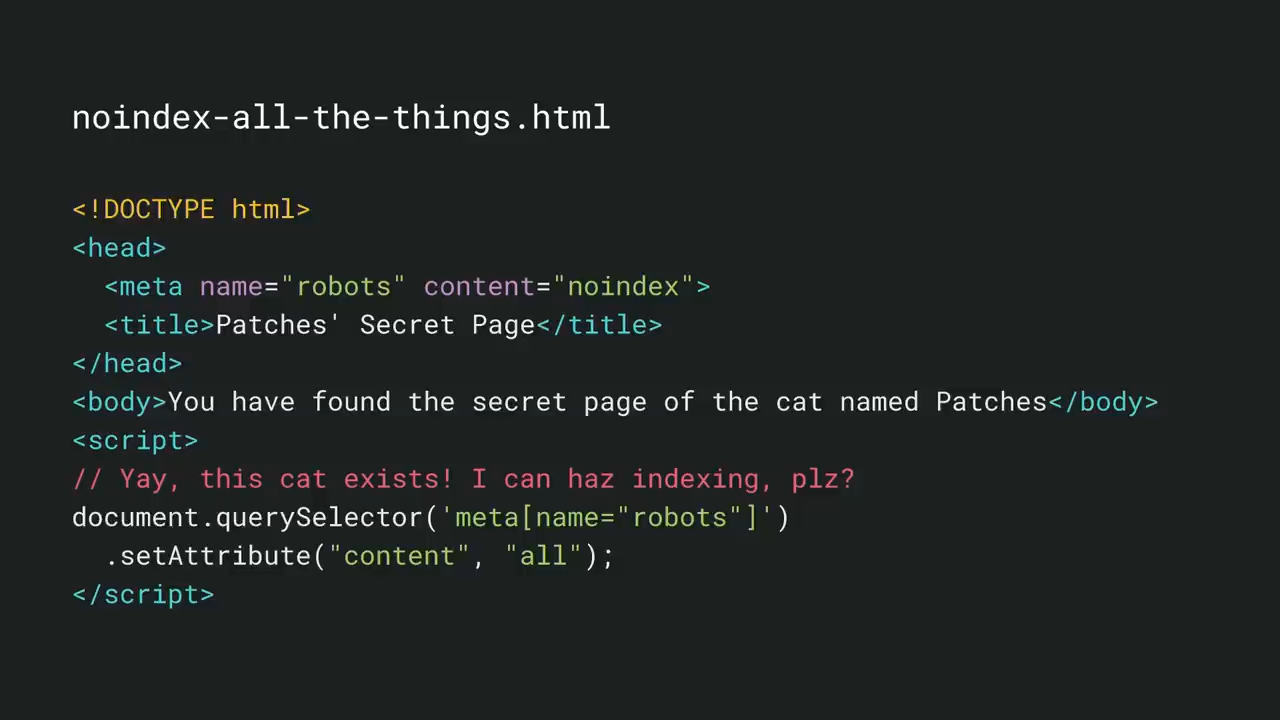 noindex-all-the-things.html
<!DOCTYPE html>
<head>
  <meta name="robots" content="noindex">
  <title>Patches' Secret Page</title>
</head>
<body>You have found the secret page of the cat named Patches</body>
<script>
// Yay, this cat exists! I can haz indexing, plz?
document.querySelector('meta[name="robots"]')
  .setAttribute("content", "all");
</script>